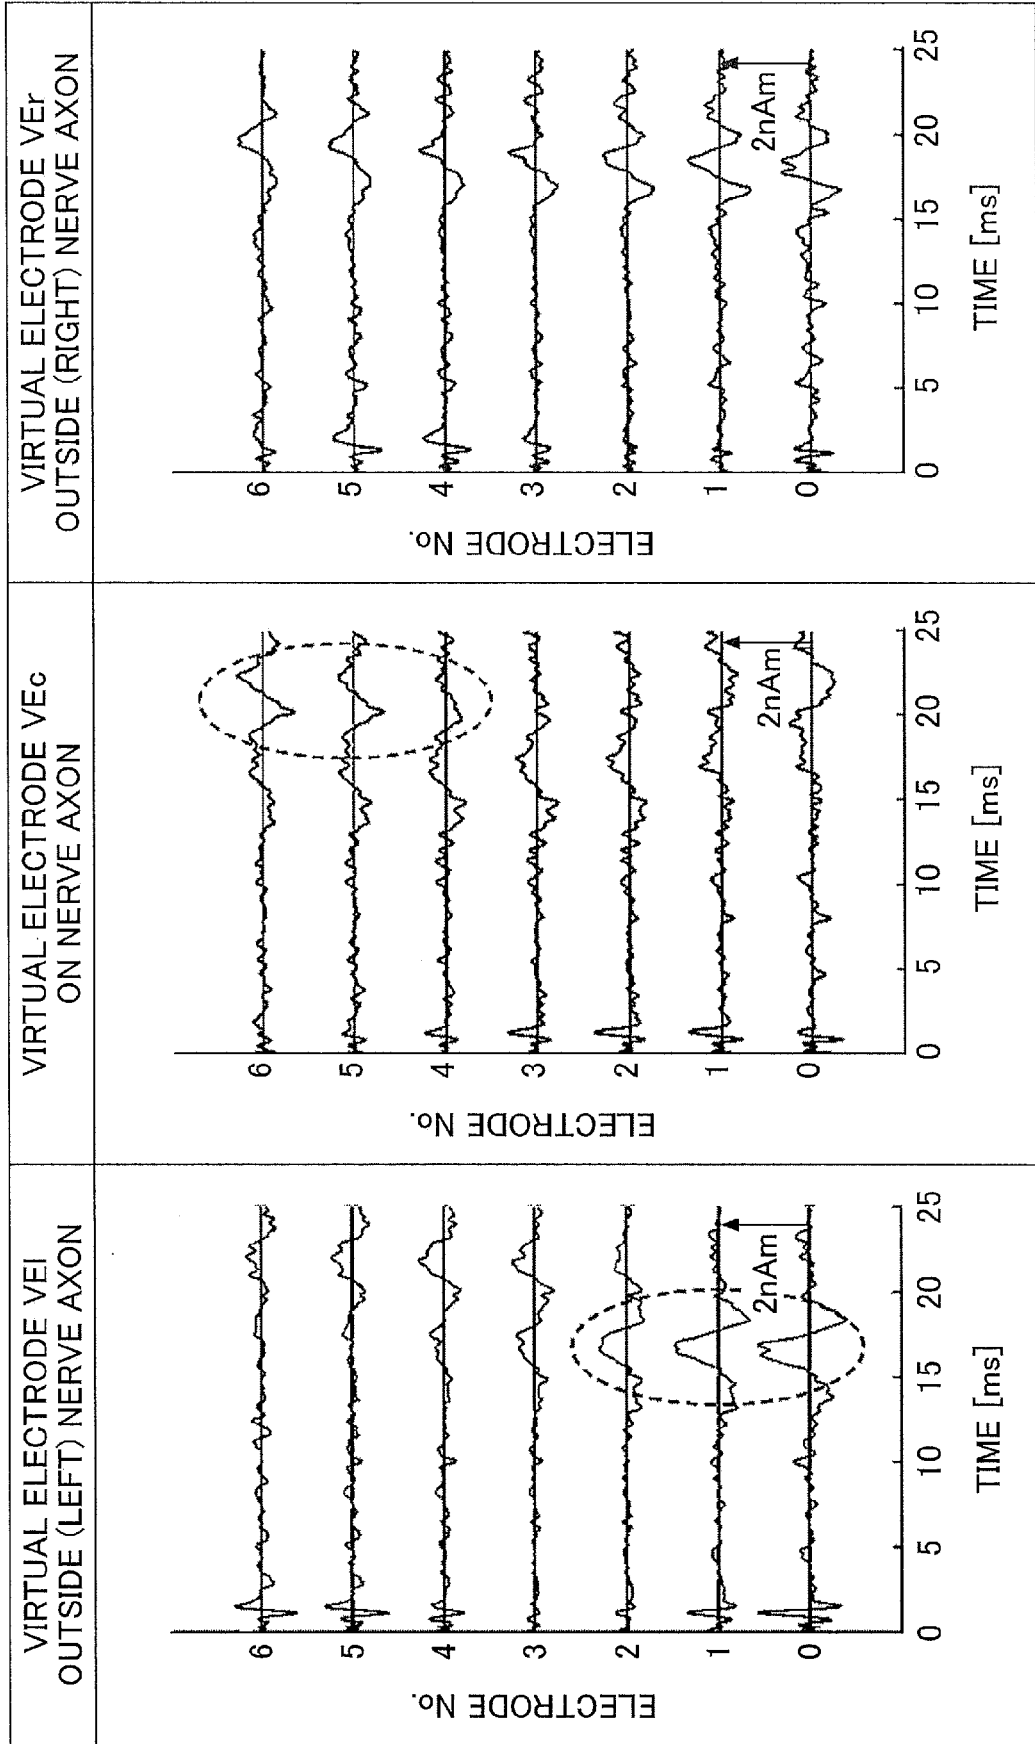 VIRTUAL ELECTRODE VEl
OUTSIDE (LEFT) NERVE AXON
ELECTRODE No.
6
5
4
3
2
1
0
2nAm
0 5 10 15 20 25
TIME [ms]
VIRTUAL ELECTRODE VEc
ON NERVE AXON
ELECTRODE No.
6
5
4
3
2
1
0
2nAm
0 5 10 15 20 25
TIME [ms]
VIRTUAL ELECTRODE VEr
OUTSIDE (RIGHT) NERVE AXON
ELECTRODE No.
6
5
4
3
2
1
0
2nAm
0 5 10 15 20 25
TIME [ms]